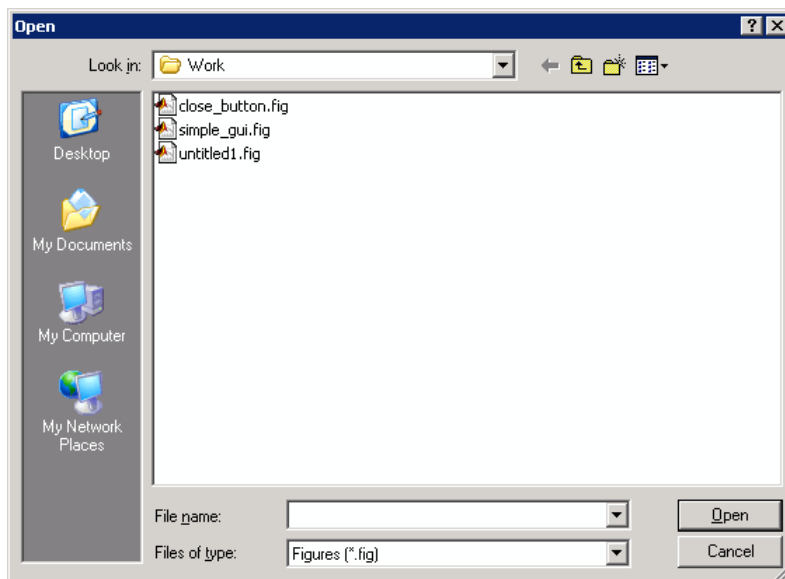 Open
Look in:
Work
close_button.fig
simple_gui.fig
untitled1.fig
Desktop
My Documents
My Computer
My Network
Places
File name:
Open
Files of type:
Figures (*.fig)
Cancel